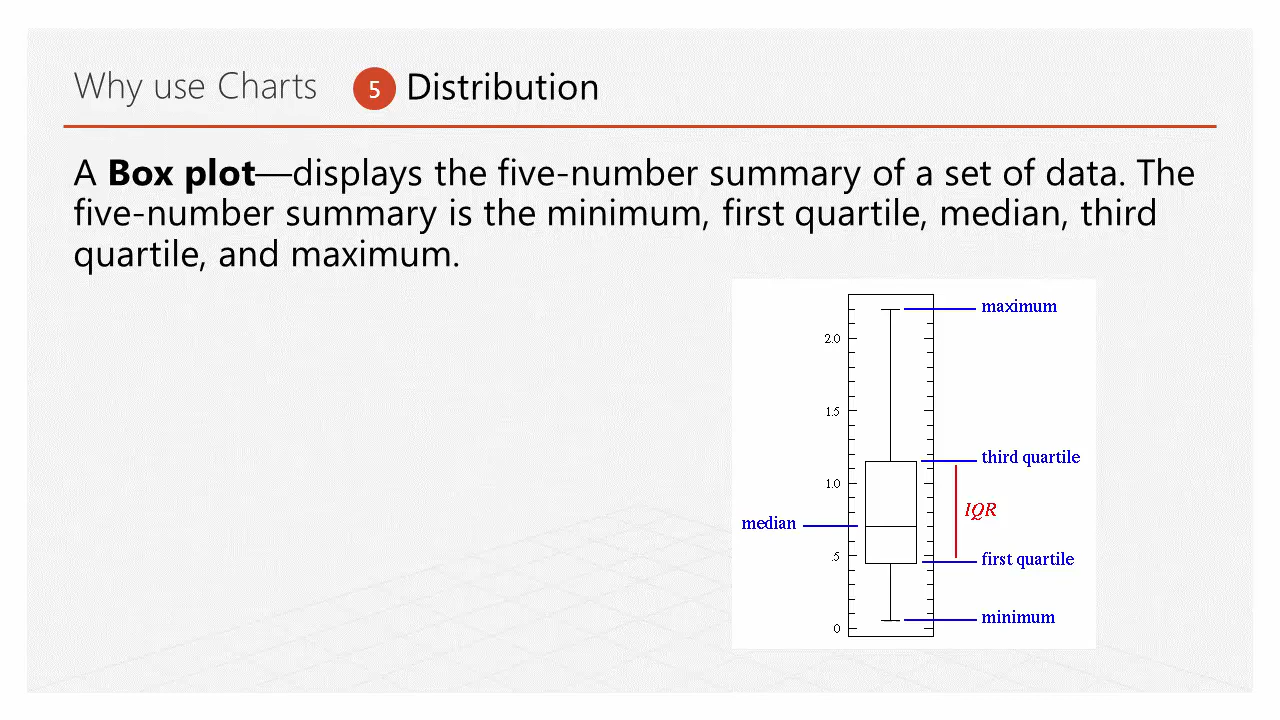 Why use Charts 5 Distribution
A Box plot—displays the five-number summary of a set of data. The
five-number summary is the minimum, first quartile, median, third
quartile, and maximum.
maximum
2.0
1.5
third quartile
1.0
IQR
median
.5
first quartile
minimum
0